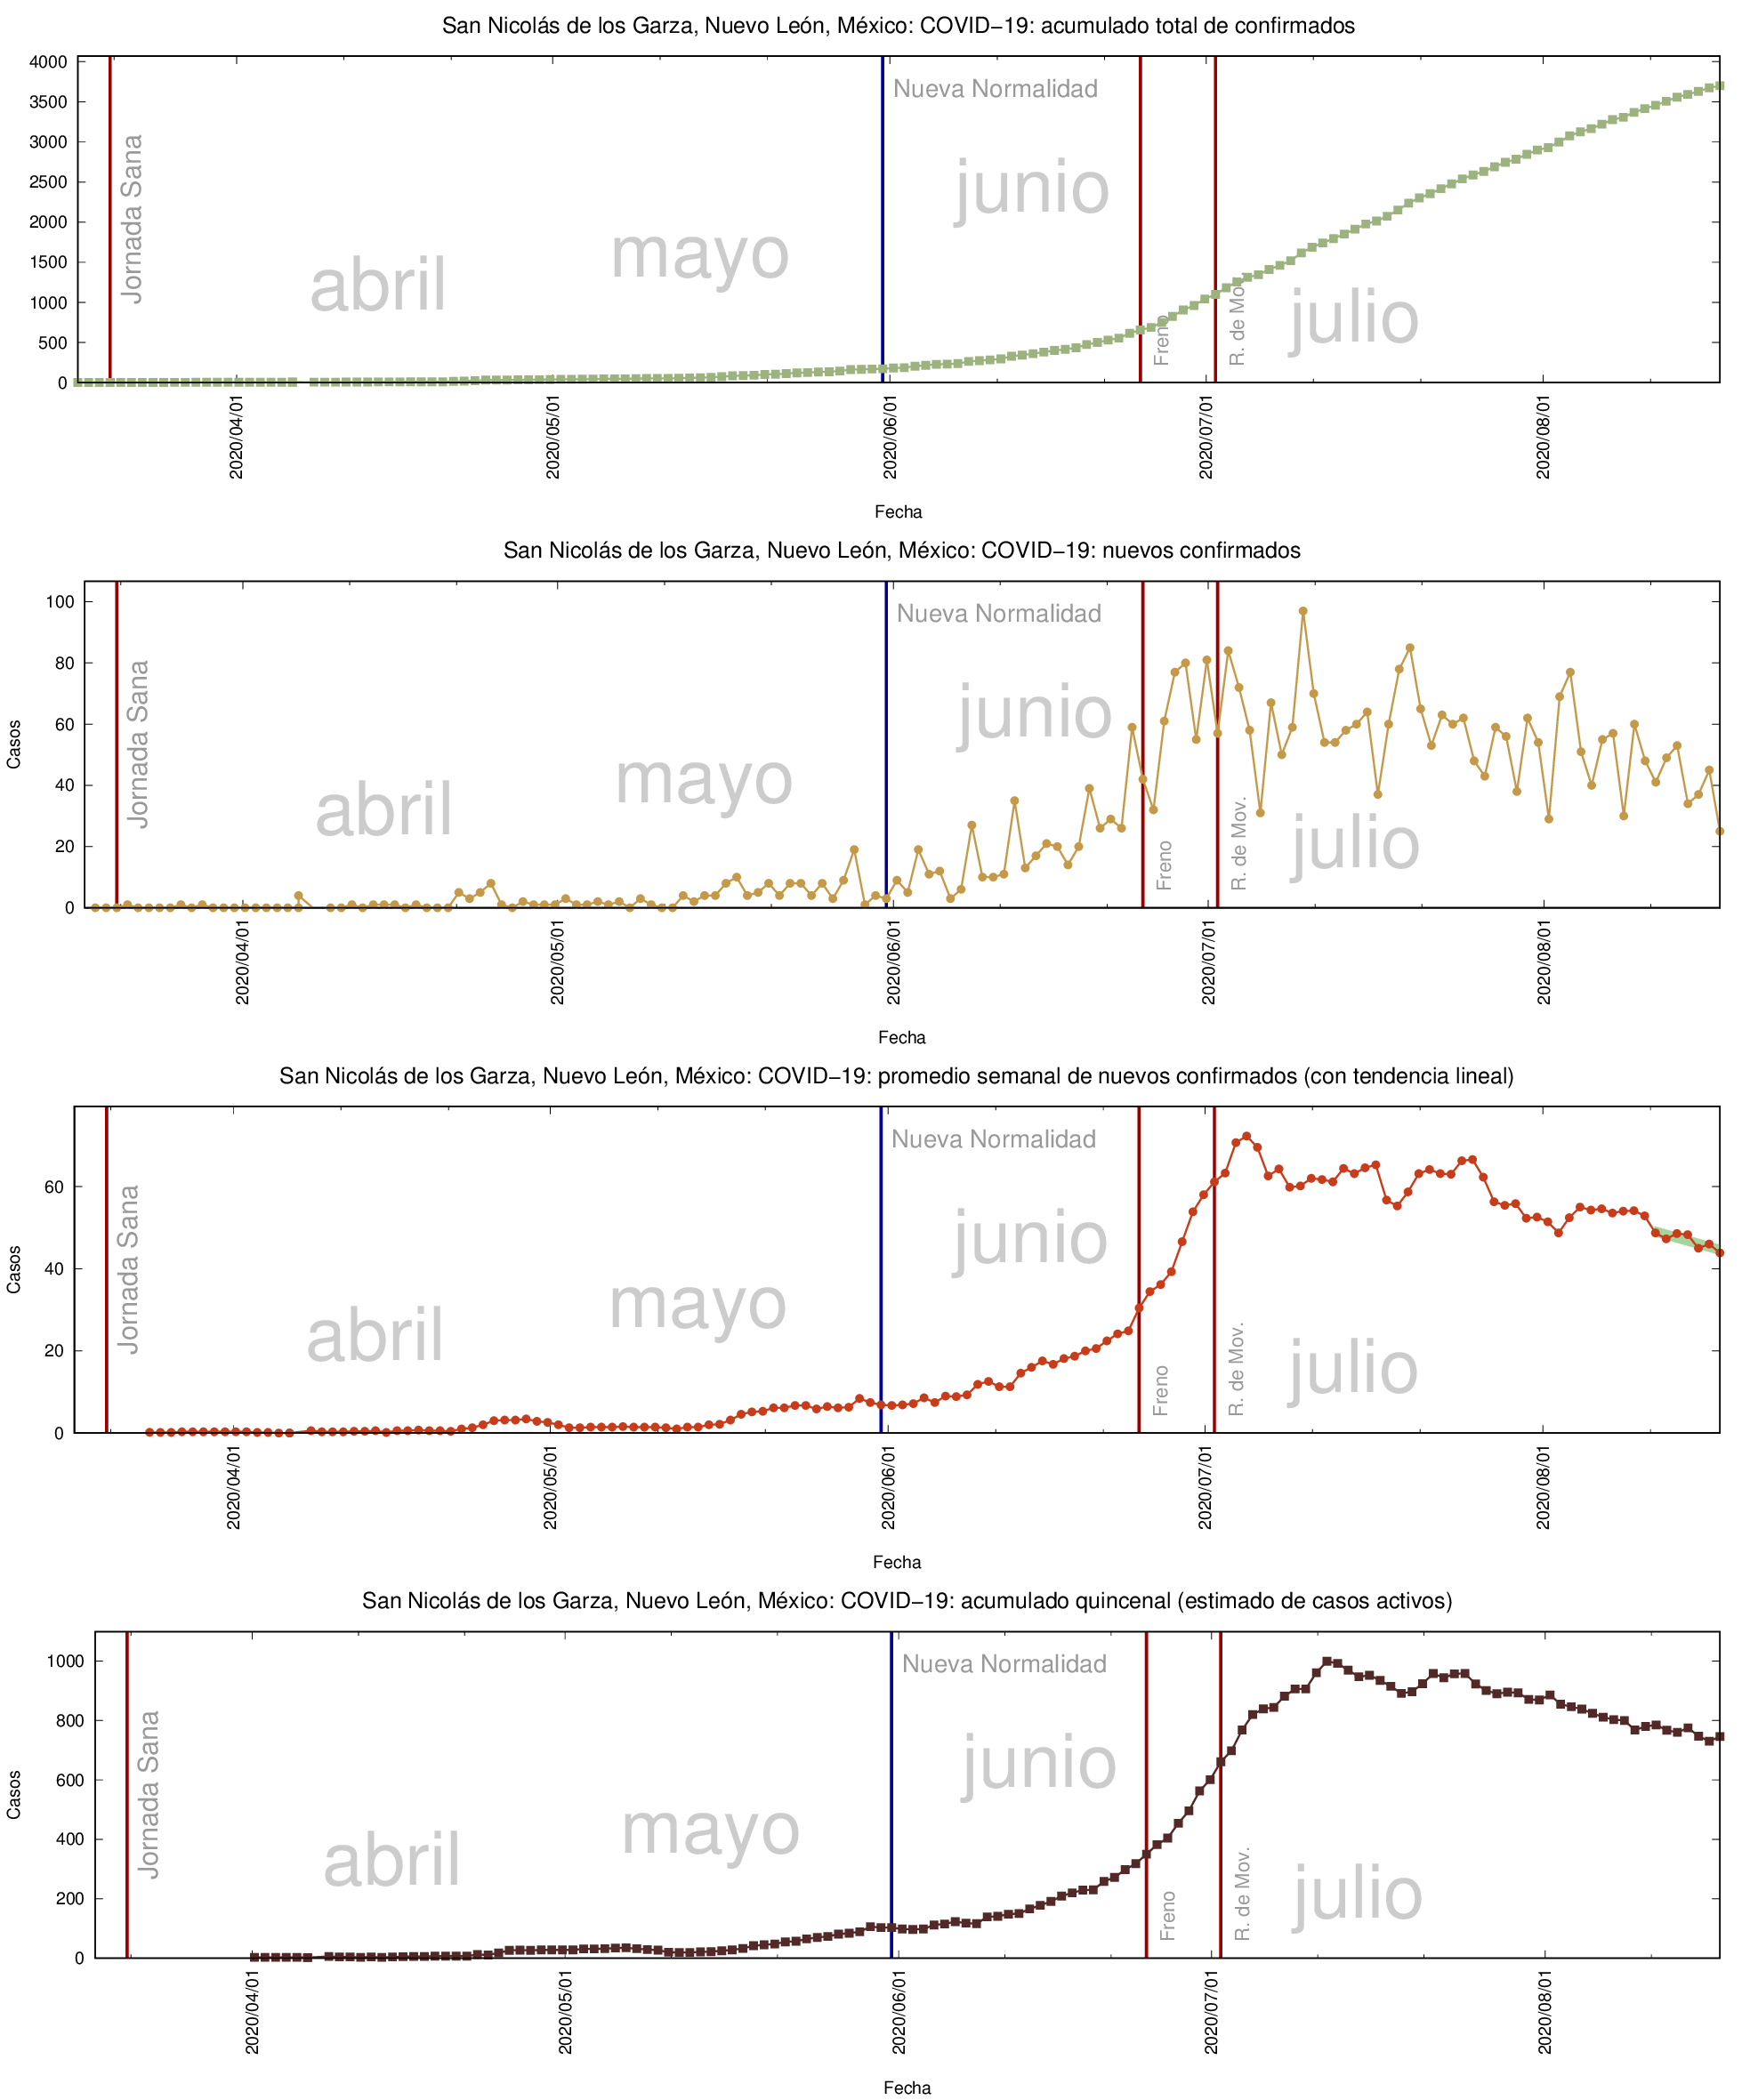 San Nicolás de los Garza, Nuevo León, México: COVID−19: acumulado total de confirmados
4000
3500
3000
2500
2000
1500
1000
500
0
Jornada Sana
abril
mayo
Nueva Normalidad
junio
Freno
R. de Mov.
julio
2020/04/01
2020/05/01
2020/06/01
2020/07/01
2020/08/01
Fecha
San Nicolás de los Garza, Nuevo León, México: COVID−19: nuevos confirmados
Casos
100
80
60
40
20
0
Jornada Sana
abril
mayo
Nueva Normalidad
junio
Freno
R. de Mov.
julio
2020/04/01
2020/05/01
2020/06/01
2020/07/01
2020/08/01
Fecha
San Nicolás de los Garza, Nuevo León, México: COVID−19: promedio semanal de nuevos confirmados (con tendencia lineal)
Casos
60
40
20
0
Jornada Sana
abril
mayo
Nueva Normalidad
junio
Freno
R. de Mov.
julio
2020/04/01
2020/05/01
2020/06/01
2020/07/01
2020/08/01
Fecha
San Nicolás de los Garza, Nuevo León, México: COVID−19: acumulado quincenal (estimado de casos activos)
Casos
1000
800
600
400
200
0
Jornada Sana
abril
mayo
Nueva Normalidad
junio
Freno
R. de Mov.
julio
2020/04/01
2020/05/01
2020/06/01
2020/07/01
2020/08/01
Fecha